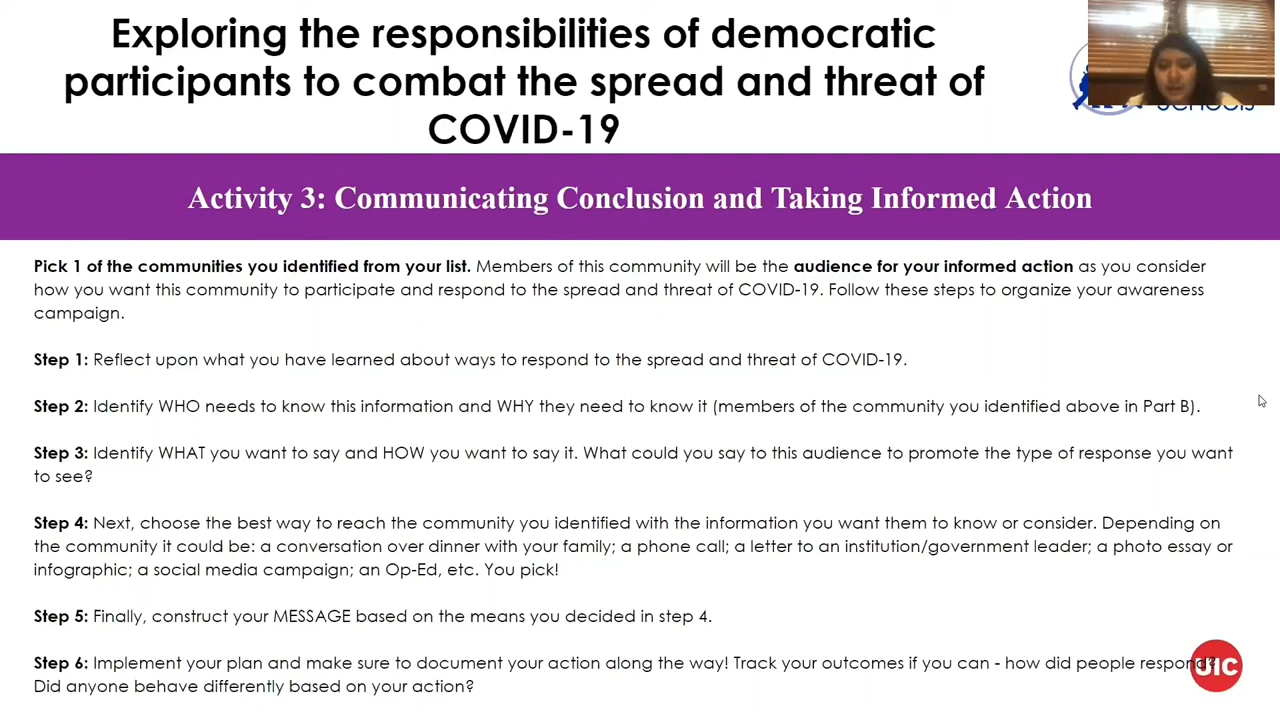 Exploring the responsibilities of democratic
participants to combat the spread and threat of
COVID-19
Activity 3: Communicating Conclusion and Taking Informed Action
Pick 1 of the communities you identified from your list. Members of this community will be the audience for your informed action as you consider
how you want this community to participate and respond to the spread and threat of COVID-19. Follow these steps to organize your awareness
campaign.
Step 1: Reflect upon what you have learned about ways to respond to the spread and threat of COVID-19.
Step 2: Identify WHO needs to know this information and WHY they need to know it (members of the community you identified above in Part B).
Step 3: Identify WHAT you want to say and HOW you want to say it. What could you say to this audience to promote the type of response you want
to see?
Step 4: Next, choose the best way to reach the community you identified with the information you want them to know or consider. Depending on
the community it could be: a conversation over dinner with your family; a phone call; a letter to an institution/government leader; a photo essay or
infographic; a social media campaign; an Op-Ed, etc. You pick!
Step 5: Finally, construct your MESSAGE based on the means you decided in step 4.
Step 6: Implement your plan and make sure to document your action along the way! Track your outcomes if you can - how did people respond?
Did anyone behave differently based on your action?
UIC